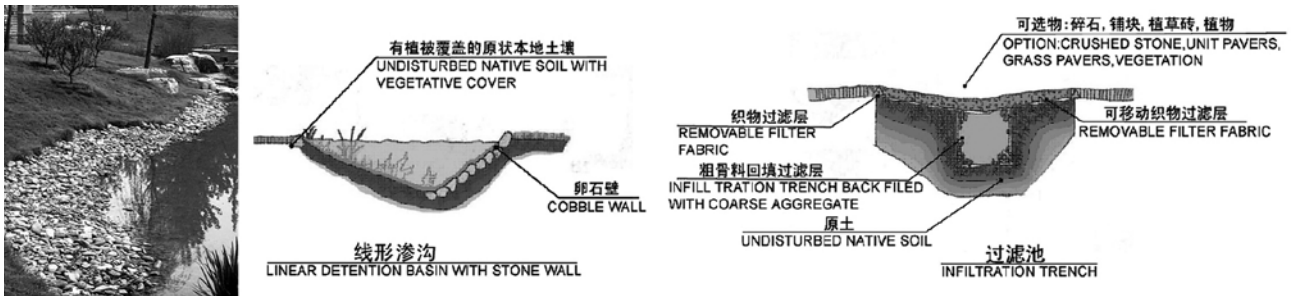 有植被覆盖的原状本地土壤
UNDISTURBED NATIVE SOIL WITH
VEGETATIVE COVER
卵石壁
COBBLE WALL
线形渗沟
LINEAR DETENTION BASIN WITH STONE WALL
可选物:碎石,铺块,植草砖,植物
OPTION:CRUSHED STONE,UNIT PAVERS,
GRASS PAVERS,VEGETATION
织物过滤层
REMOVABLE FILTER
FABRIC
可移动织物过滤层
REMOVABLE FILTER FABRIC
粗骨料回填过滤层
INFILL TRATION TRENCH BACK FILED
WITH COARSE AGGREGATE
原土
UNDISTURBED NATIVE SOIL
过滤池
INFILTRATION TRENCH